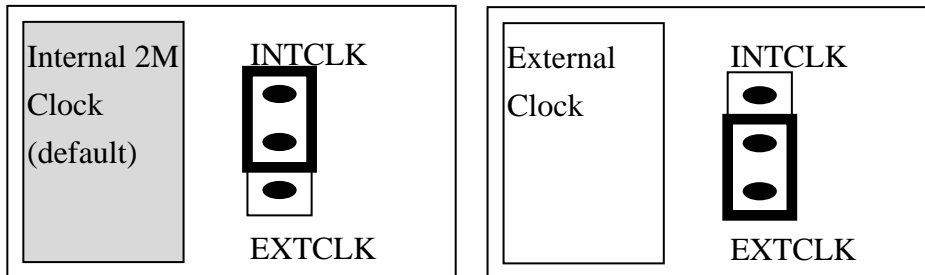 Internal 2M
Clock
(default)
INTCLK
EXTCLK
External
Clock
INTCLK
EXTCLK